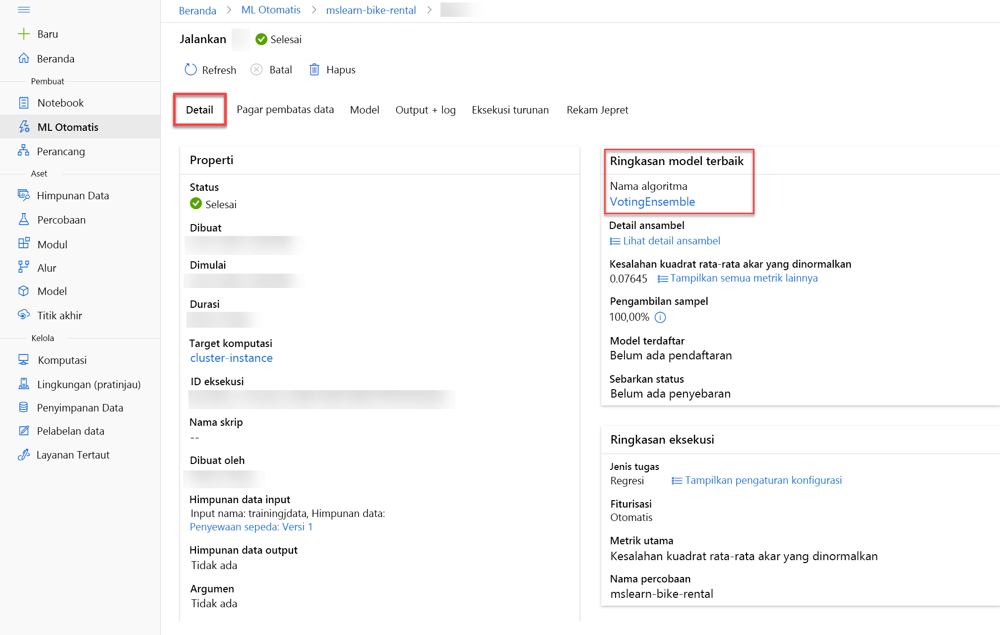 Beranda > ML Otomatis > mslearn-bike-rental >
Baru
Beranda
Pembuat
Notebook
ML Otomatis
Perancang
Aset
Himpunan Data
Percobaan
Modul
Alur
Model
Titik akhir
Kelola
Komputasi
Lingkungan (pratinjau)
Penyimpanan Data
Pelabelan data
Layanan Tertaut
Jalankan Selesai
Refresh Batal Hapus
Detail Pagar pembatas data Model Output + log Eksekusi turunan Rekam Jepret
Properti
Status
Selesai
Dibuat
Dimulai
Durasi
Target komputasi
cluster-instance
ID eksekusi
Nama skrip
--
Dibuat oleh
Himpunan data input
Input nama: trainingjdata, Himpunan data:
Penyewaan sepeda: Versi 1
Himpunan data output
Tidak ada
Argumen
Tidak ada
Ringkasan model terbaik
Nama algoritma
VotingEnsemble
Detail ansambel
Lihat detail ansambel
Kesalahan kuadrat rata-rata akar yang dinormalkan
0.07645 Tampilkan semua metrik lainnya
Pengambilan sampel
100,00%
Model terdaftar
Belum ada pendaftaran
Sebarkan status
Belum ada penyebaran
Ringkasan eksekusi
Jenis tugas
Regresi Tampilkan pengaturan konfigurasi
Fiturisasi
Otomatis
Metrik utama
Kesalahan kuadrat rata-rata akar yang dinormalkan
Nama percobaan
mslearn-bike-rental